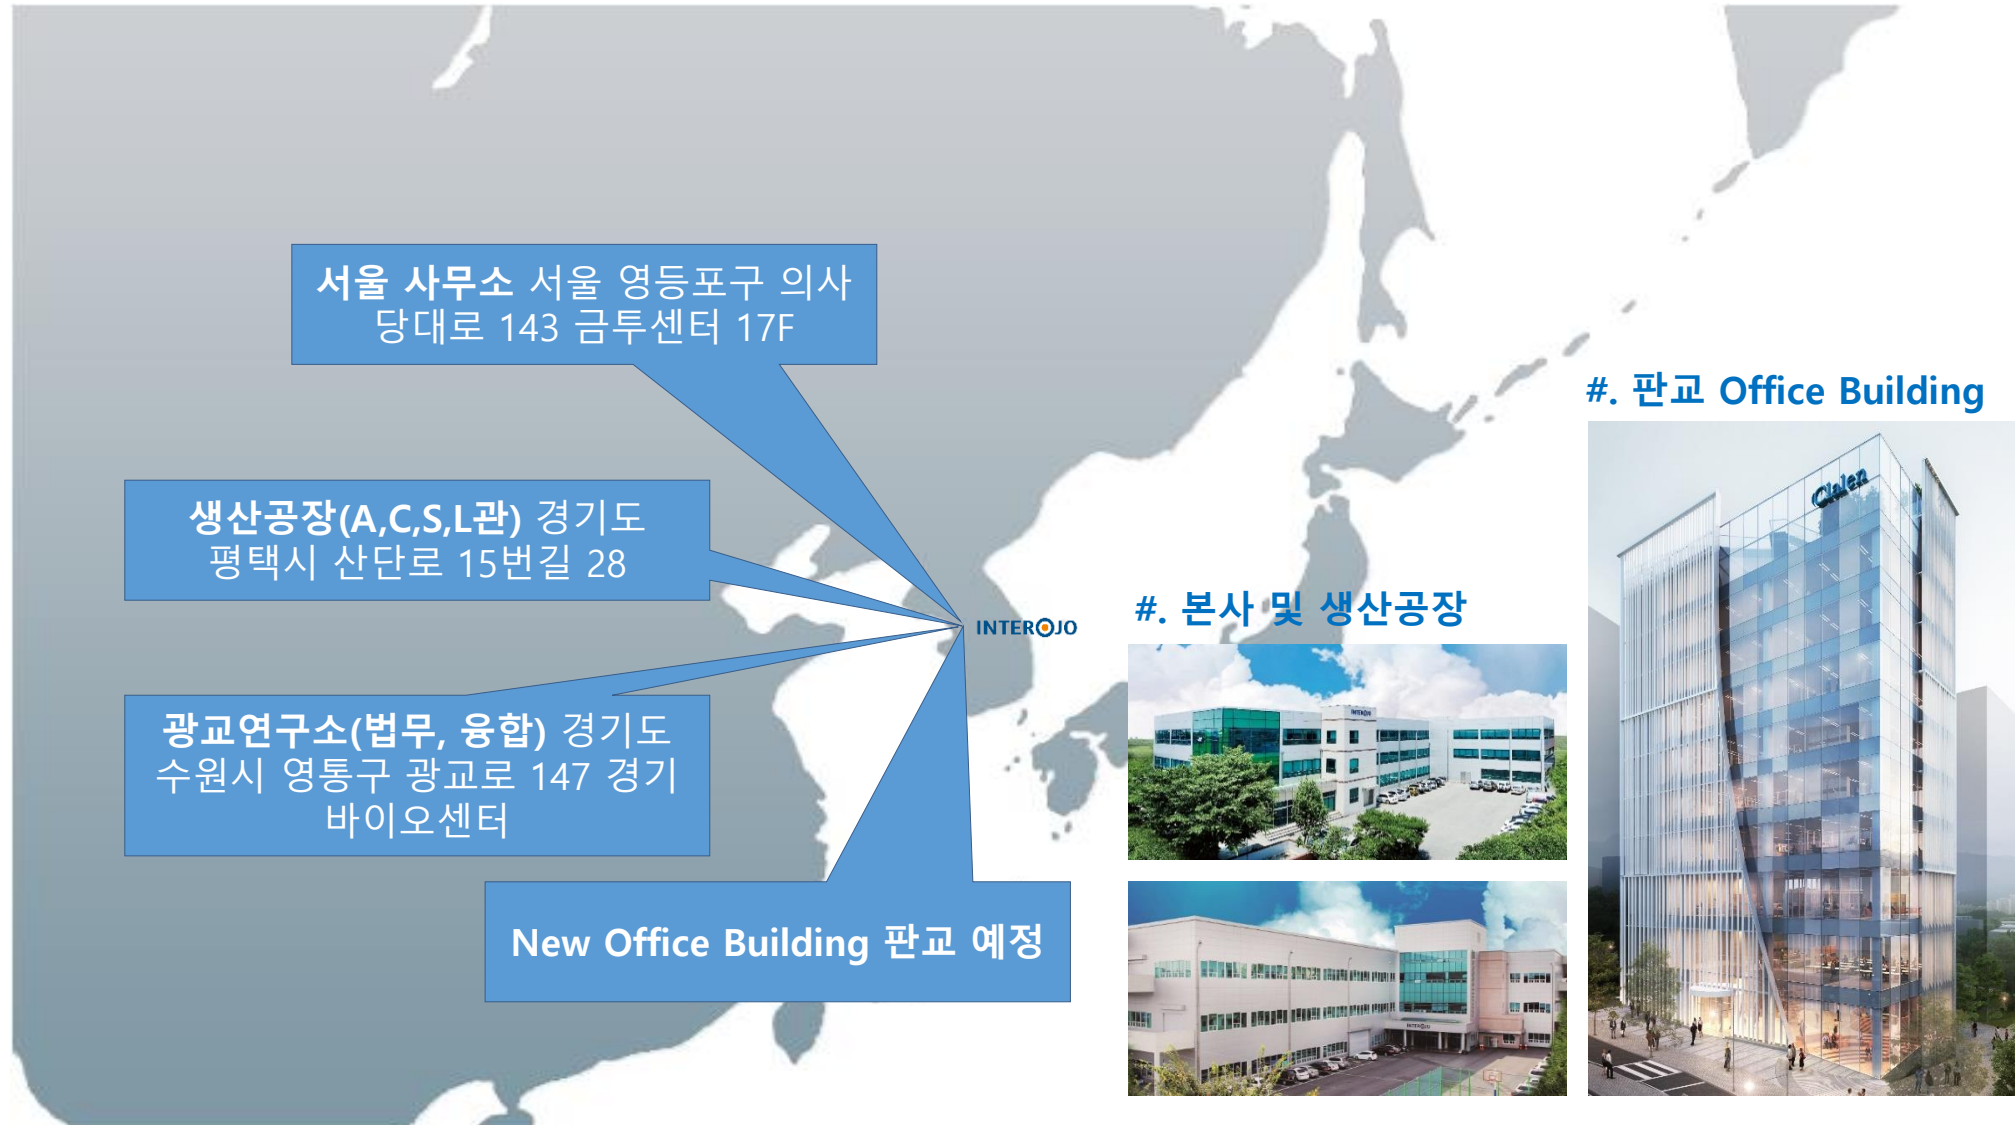 서울 사무소 서울 영등포구 의사
당대로 143 금투센터 17F
#. 판교 Office Building
Clalen
생산공장(A,C,S,L관) 경기도
평택시 산단로 15번길 28
INTEROJO
#. 본사 및 생산공장
INTEROJO
광교연구소(법무, 융합) 경기도
수원시 영통구 광교로 147 경기
바이오센터
New Office Building 판교 예정
INTEROJO